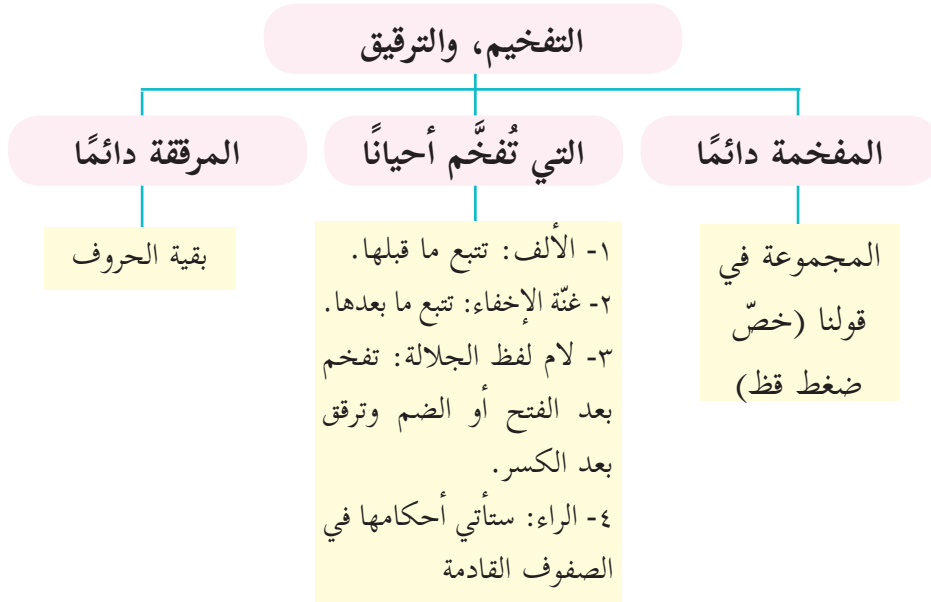 التفخيم، والترقيق
المفخمة دائمًا
المجموعة في
قولنا (خصّ
ضغط قظ)
التي تُفخَّم أحيانًا
١- الألف: تتبع ما قبلها.
٢- غنّة الإخفاء: تتبع ما بعدها.
٣- لام لفظ الجلالة: تفخم
بعد الفتح أو الضم وترقق
بعد الكسر.
٤- الراء: ستأتي أحكامها في
الصفوف القادمة
المرققة دائمًا
بقية الحروف